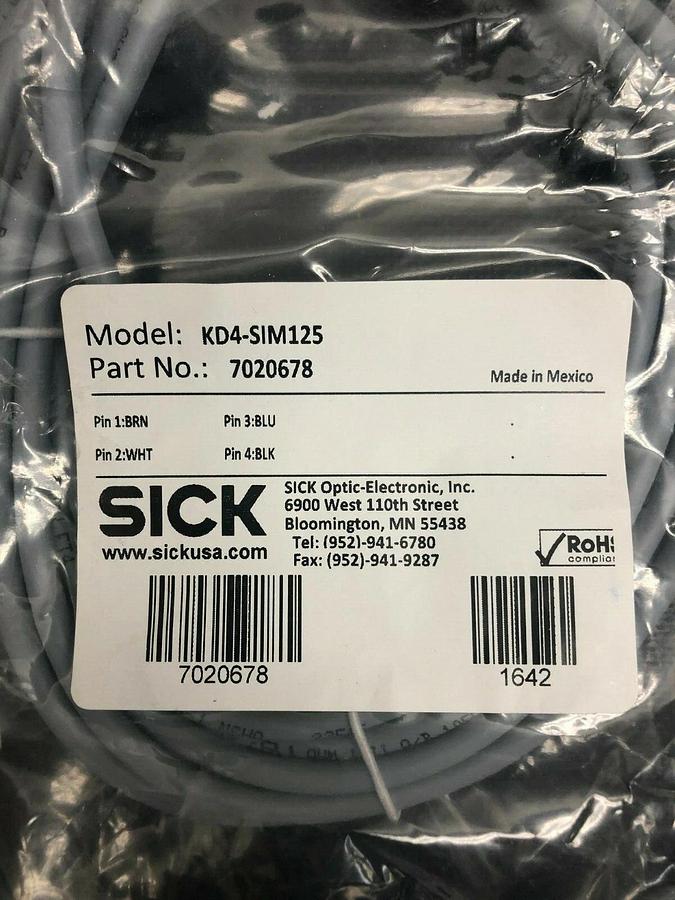 Model: KD4-SIM125
Part No.: 7020678
Made in Mexico
Pin 1:BRN Pin 3:BLU
Pin 2:WHT Pin 4:BLK
SICK
www.sickusa.com
SICK Optic-Electronic, Inc.
6900 West 110th Street
Bloomington, MN 55438
Tel: (952)-941-6780
Fax: (952)-941-9287
RoHS
complian
7020678
1642